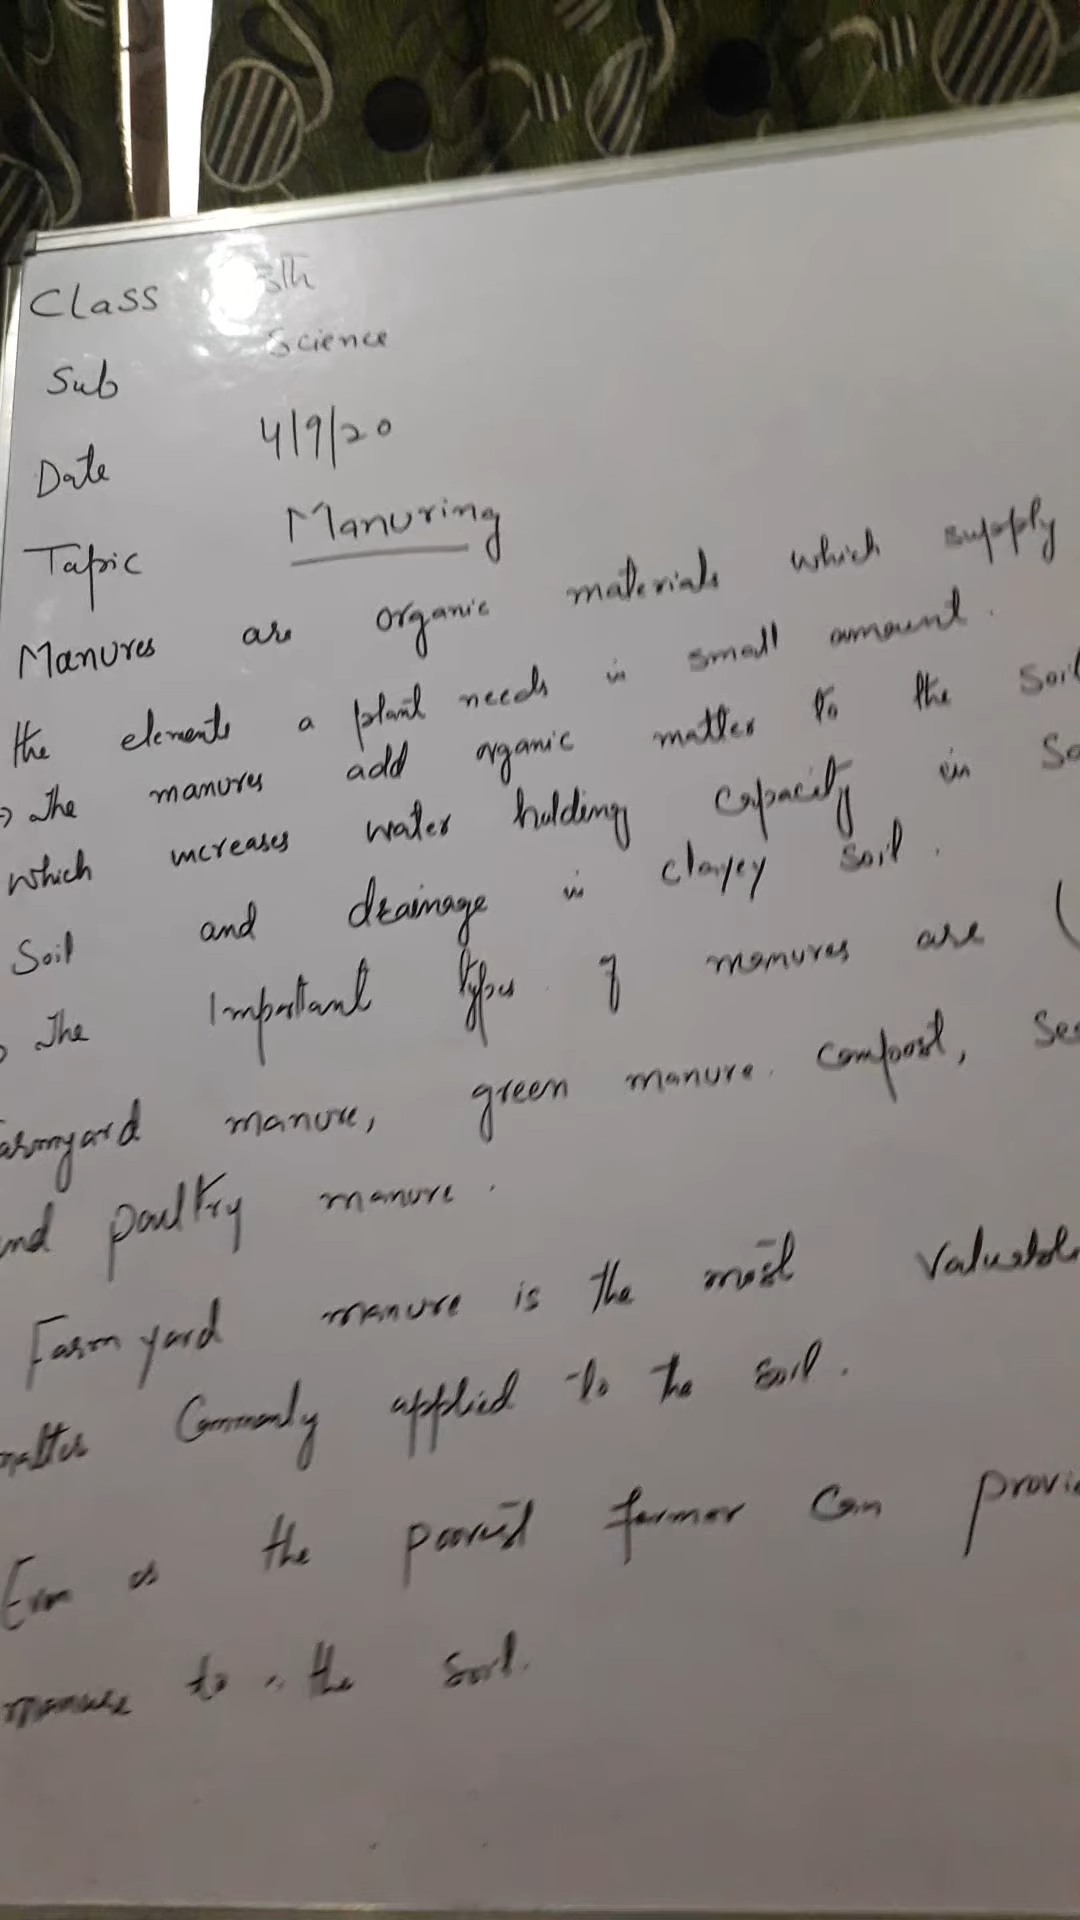 Class
Science
Sub
Date 4/9/20
Topic Manuring
Manures are organic materials which supply
the elements a plant needs in small amount.
→ The manures add organic matter to the soil
which increases water holding capacity in
Soil and drainage in clayey soil.
The Important types of manures are (
manure, green manure. compost,
poultry manure.
Farm yard manure is the most
Commonly applied to the soil.
Even as the poorest farmer can
manure to the soil.